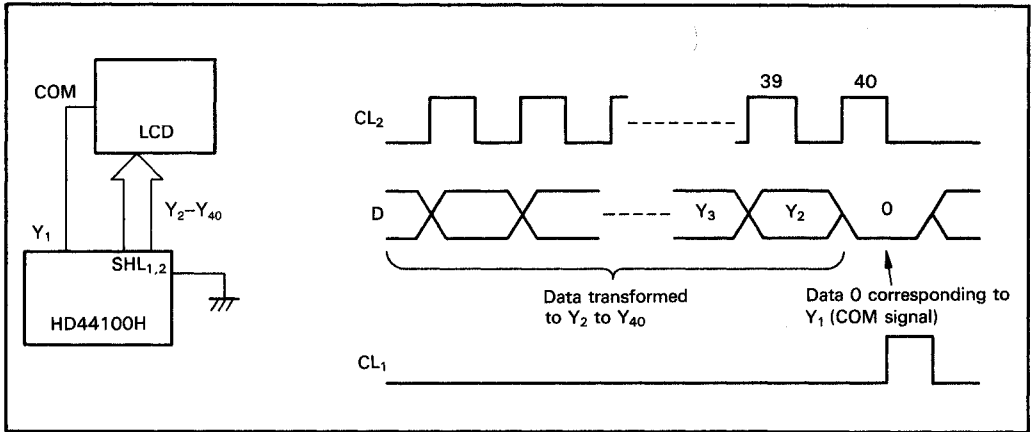 COM
LCD
Y₁
Y₂–Y₄₀
SHL₁,₂
HD44100H
39
40
CL₂
D
Y₃
Y₂
0
Data transformed
to Y₂ to Y₄₀
Data 0 corresponding to
Y₁ (COM signal)
CL₁